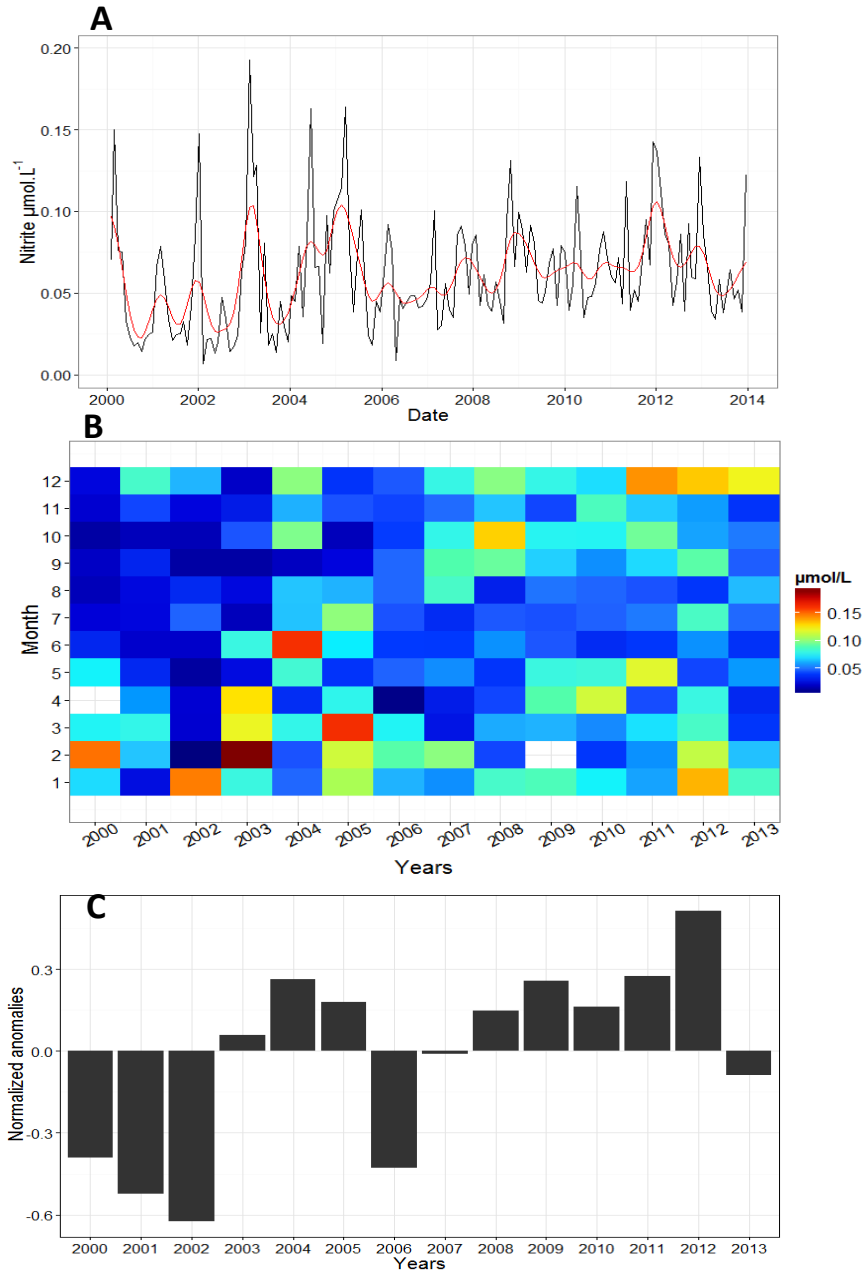 A
Nitrite µmol.L-1
0.20
0.15
0.10
0.05
0.00
2000 2002 2004 2006 2008 2010 2012 2014
Date
B
Month
12
11
10
9
8
7
6
5
4
3
2
1
2000 2001 2002 2003 2004 2005 2006 2007 2008 2009 2010 2011 2012 2013
Years
µmol/L
0.15
0.10
0.05
C
Normalized anomalies
0.3
0.0
-0.3
-0.6
2000 2001 2002 2003 2004 2005 2006 2007 2008 2009 2010 2011 2012 2013
Years